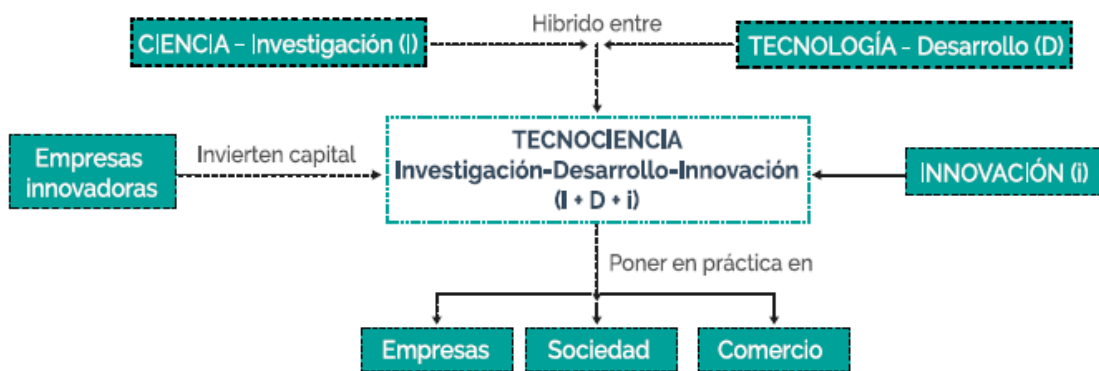 Hibrido entre
CIENCIA - Investigación (I)
TECNOLOGÍA - Desarrollo (D)
Empresas
innovadoras
Invierten capital
TECNOCIENCIA
Investigación-Desarrollo-Innovación
(I + D + i)
INNOVACIÓN (i)
Poner en práctica en
Empresas
Sociedad
Comercio